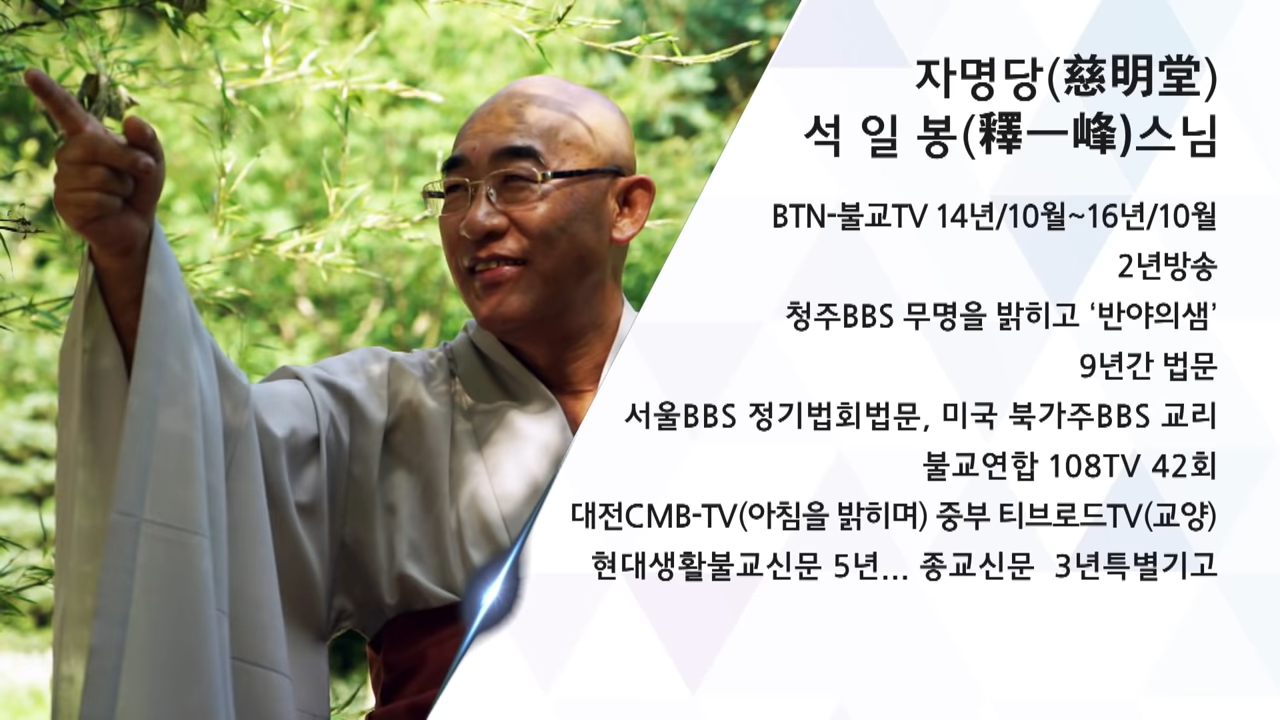 자명당(慈明堂)
석 일 봉(釋一峰)스님
BTN-불교TV 14년/10월~16년/10월
2년방송
청주BBS 무명을 밝히고 ‘반야의샘’
9년간 법문
서울BBS 정기법회법문, 미국 북가주BBS 교리
불교연합 108TV 42회
대전CMB-TV(아침을 밝히며) 중부 티브로드TV(교양)
현대생활불교신문 5년... 종교신문 3년특별기고